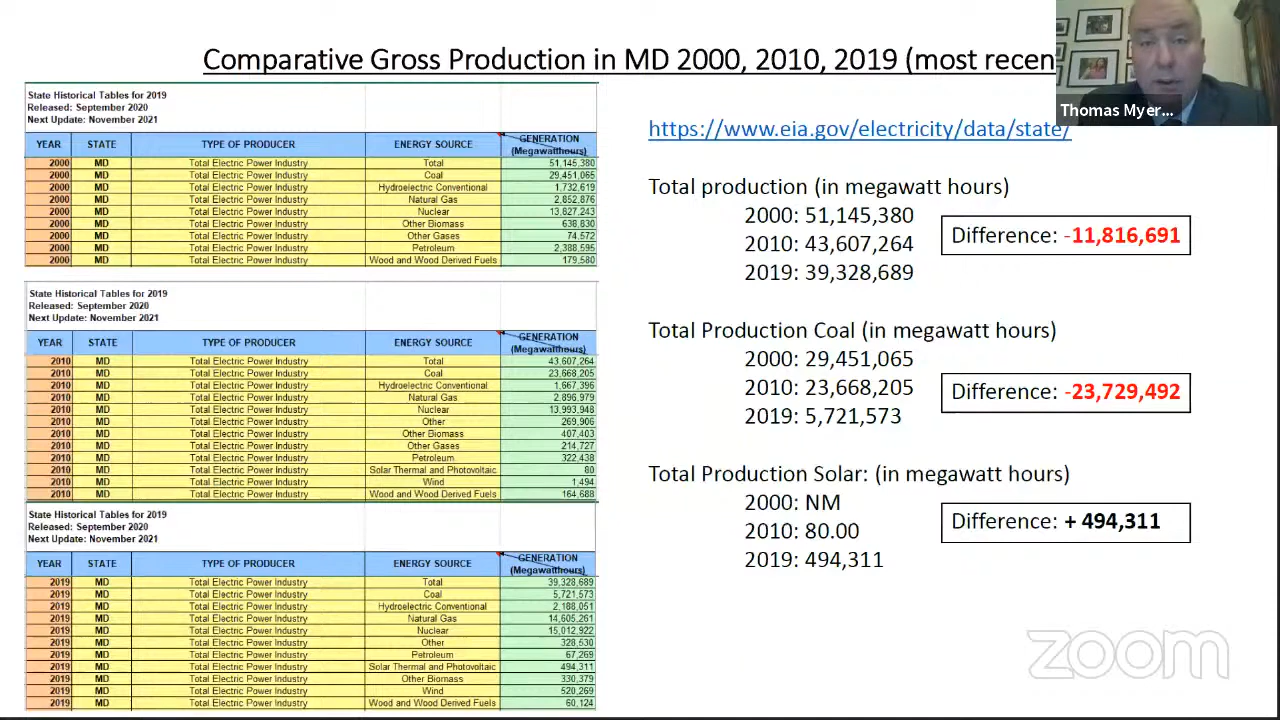 Comparative Gross Production in MD 2000, 2010, 2019 (most recen
Thomas Myer...
State Historical Tables for 2019
Released: September 2020
Next Update: November 2021
YEAR STATE TYPE OF PRODUCER ENERGY SOURCE GENERATION (Megawatthours)
2000 MD Total Electric Power Industry Total 51,145,380
2000 MD Total Electric Power Industry Coal 29,451,065
2000 MD Total Electric Power Industry Hydroelectric Conventional 1,732,619
2000 MD Total Electric Power Industry Natural Gas 2,852,876
2000 MD Total Electric Power Industry Nuclear 13,827,243
2000 MD Total Electric Power Industry Other Biomass 638,830
2000 MD Total Electric Power Industry Other Gases 74,572
2000 MD Total Electric Power Industry Petroleum 2,388,595
2000 MD Total Electric Power Industry Wood and Wood Derived Fuels 179,580
State Historical Tables for 2019
Released: September 2020
Next Update: November 2021
YEAR STATE TYPE OF PRODUCER ENERGY SOURCE GENERATION (Megawatthours)
2010 MD Total Electric Power Industry Total 43,607,264
2010 MD Total Electric Power Industry Coal 23,668,205
2010 MD Total Electric Power Industry Hydroelectric Conventional 1,667,396
2010 MD Total Electric Power Industry Natural Gas 2,896,979
2010 MD Total Electric Power Industry Nuclear 13,993,948
2010 MD Total Electric Power Industry Other 269,906
2010 MD Total Electric Power Industry Other Biomass 407,403
2010 MD Total Electric Power Industry Other Gases 214,727
2010 MD Total Electric Power Industry Petroleum 322,438
2010 MD Total Electric Power Industry Solar Thermal and Photovoltaic 80
2010 MD Total Electric Power Industry Wind 1,494
2010 MD Total Electric Power Industry Wood and Wood Derived Fuels 164,688
State Historical Tables for 2019
Released: September 2020
Next Update: November 2021
YEAR STATE TYPE OF PRODUCER ENERGY SOURCE GENERATION (Megawatthours)
2019 MD Total Electric Power Industry Total 39,328,689
2019 MD Total Electric Power Industry Coal 5,721,573
2019 MD Total Electric Power Industry Hydroelectric Conventional 2,188,051
2019 MD Total Electric Power Industry Natural Gas 14,605,261
2019 MD Total Electric Power Industry Nuclear 15,012,922
2019 MD Total Electric Power Industry Other 328,530
2019 MD Total Electric Power Industry Petroleum 67,269
2019 MD Total Electric Power Industry Solar Thermal and Photovoltaic 494,311
2019 MD Total Electric Power Industry Other Biomass 330,379
2019 MD Total Electric Power Industry Wind 520,269
2019 MD Total Electric Power Industry Wood and Wood Derived Fuels 60,124
https://www.eia.gov/electricity/data/state/
Total production (in megawatt hours)
2000: 51,145,380
2010: 43,607,264
2019: 39,328,689
Difference: -11,816,691
Total Production Coal (in megawatt hours)
2000: 29,451,065
2010: 23,668,205
2019: 5,721,573
Difference: -23,729,492
Total Production Solar: (in megawatt hours)
2000: NM
2010: 80.00
2019: 494,311
Difference: + 494,311
zoom